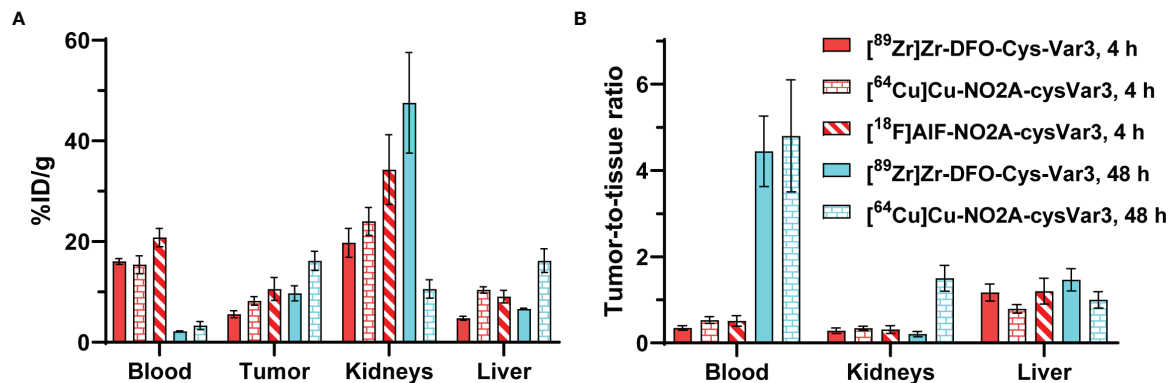 A
%ID/g
60
40
20
0
Blood Tumor Kidneys Liver
B
Tumor-to-tissue ratio
6
4
2
0
Blood Kidneys Liver
[⁸⁹Zr]Zr-DFO-Cys-Var3, 4 h
[⁶⁴Cu]Cu-NO2A-cysVar3, 4 h
[¹⁸F]AlF-NO2A-cysVar3, 4 h
[⁸⁹Zr]Zr-DFO-Cys-Var3, 48 h
[⁶⁴Cu]Cu-NO2A-cysVar3, 48 h